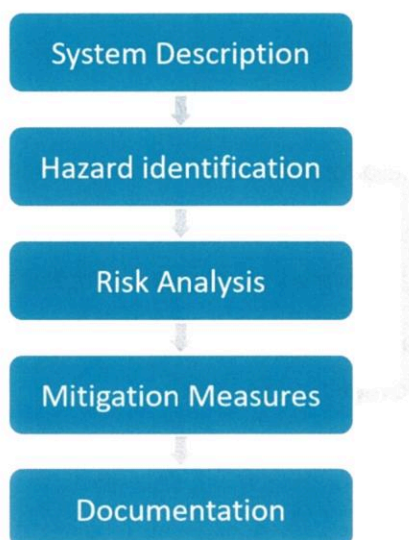 System Description
Hazard identification
Risk Analysis
Mitigation Measures
Documentation